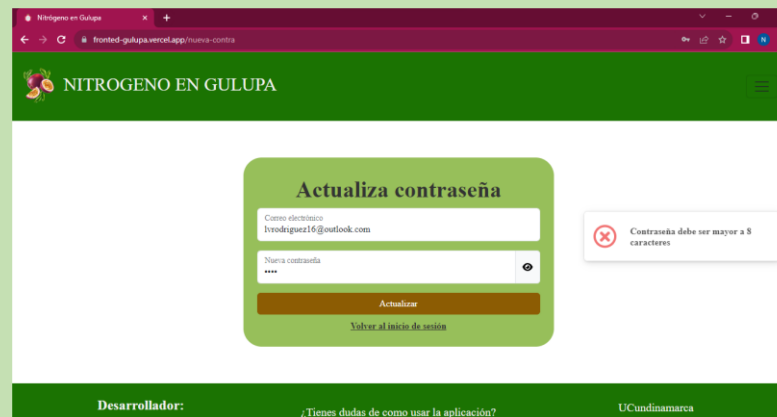 Nitrógeno en Gulupa
fronted-gulupa.vercel.app/nueva-contra
N
NITROGENO EN GULUPA
Actualiza contraseña
Correo electrónico
lvrodriguez16@outlook.com
Contraseña debe ser mayor a 8
caracteres
Nueva contraseña
••••
Actualizar
Volver al inicio de sesión
Desarrollador:
¿Tienes dudas de como usar la aplicación?
UCundinamarca